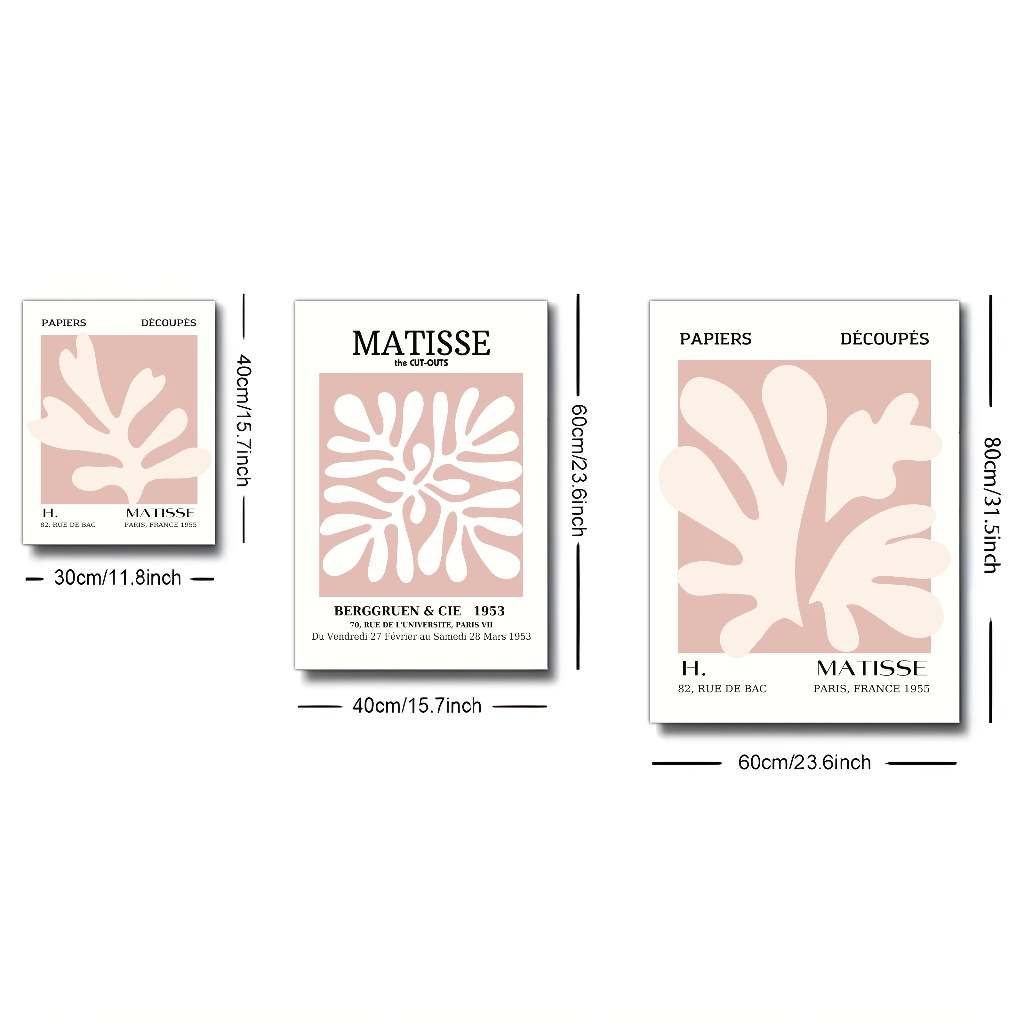 PAPIERS DÉCOUPÉS
H. MATISSE
82, RUE DE BAC PARIS, FRANCE 1955
40cm/15.7inch
30cm/11.8inch
MATISSE
the CUT-OUTS
BERGGRUEN & CIE 1953
70, RUE DE L'UNIVERSITE, PARIS VII
Du Vendredi 27 Février au Samedi 28 Mars 1953
60cm/23.6inch
40cm/15.7inch
PAPIERS DÉCOUPÉS
H. MATISSE
82, RUE DE BAC PARIS, FRANCE 1955
80cm/31.5inch
60cm/23.6inch